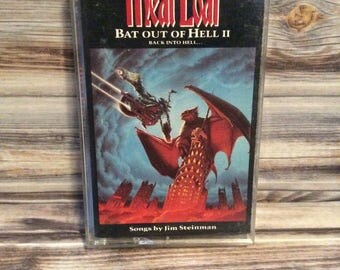 Meat Loaf
BAT OUT OF HELL II
BACK INTO HELL...
Songs by Jim Steinman